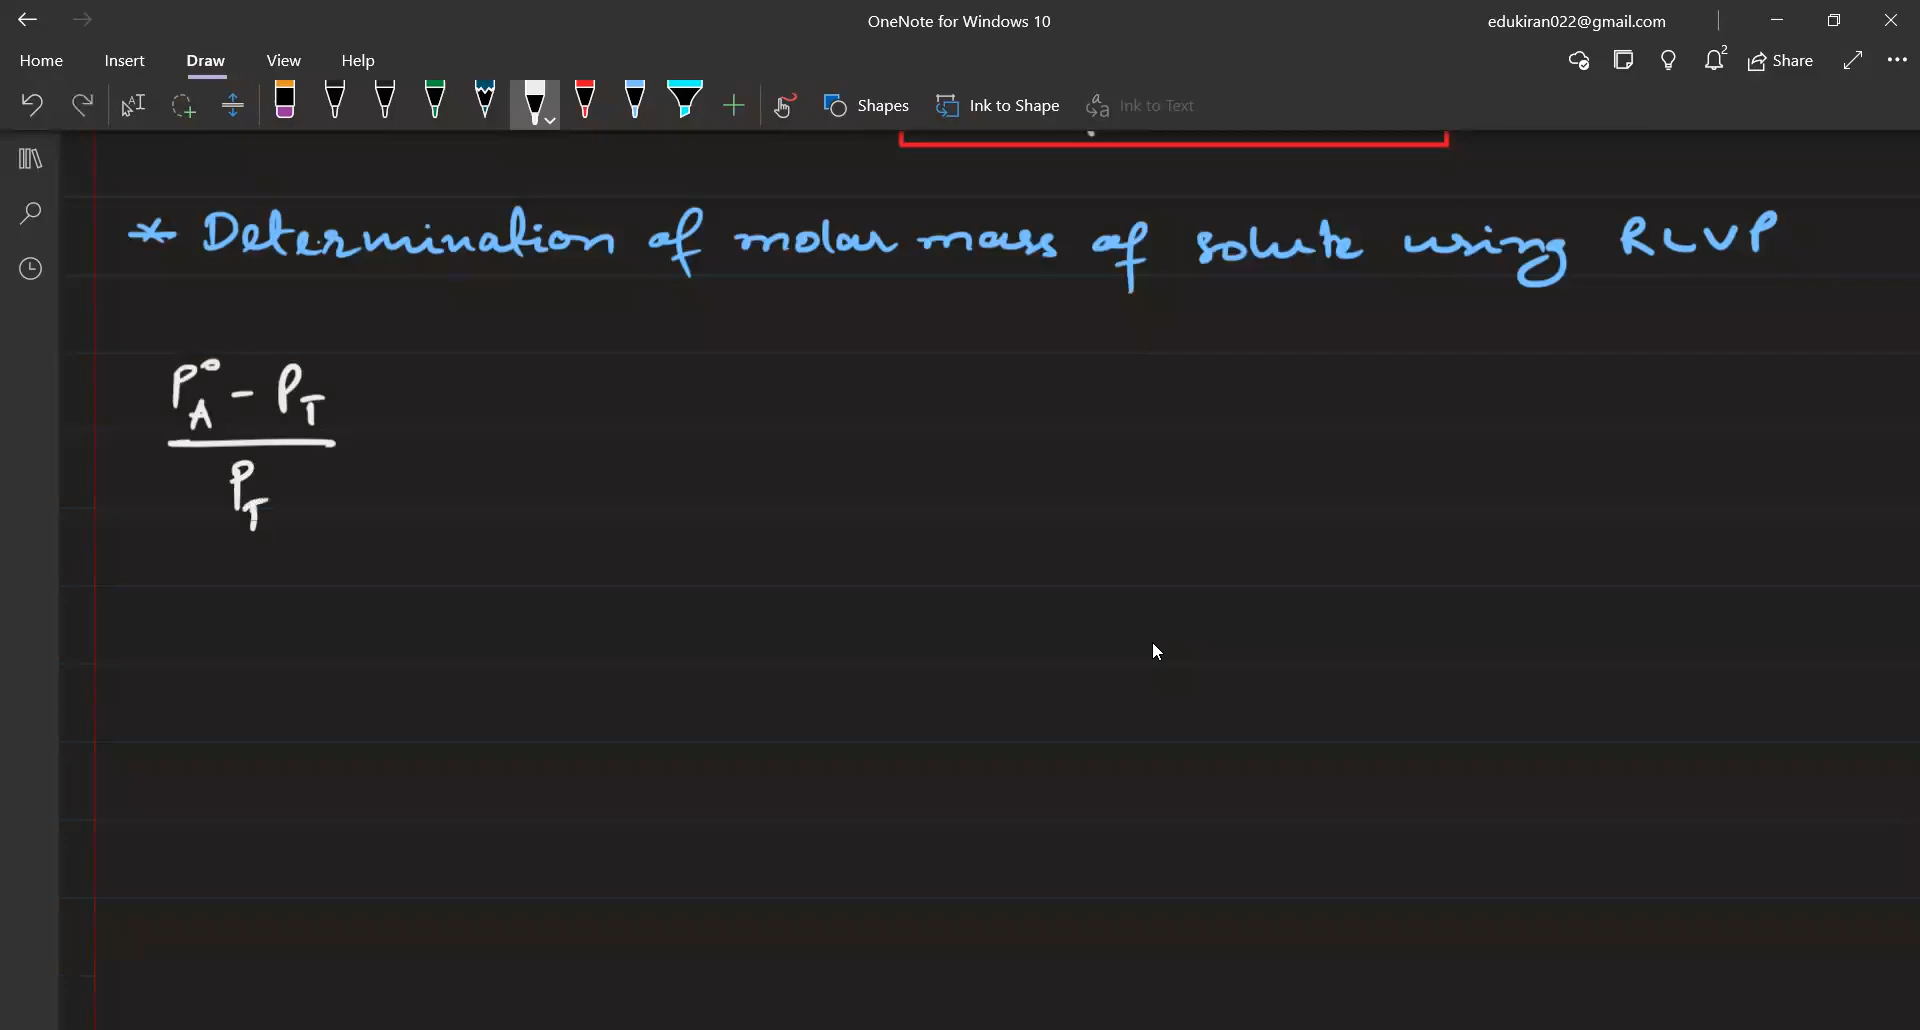 OneNote for Windows 10
edukiran022@gmail.com
Home Insert Draw View Help
2
Share
Shapes Ink to Shape Ink to Text
* Determination of molar mass of solute using RLVP
P°A - PT
PT